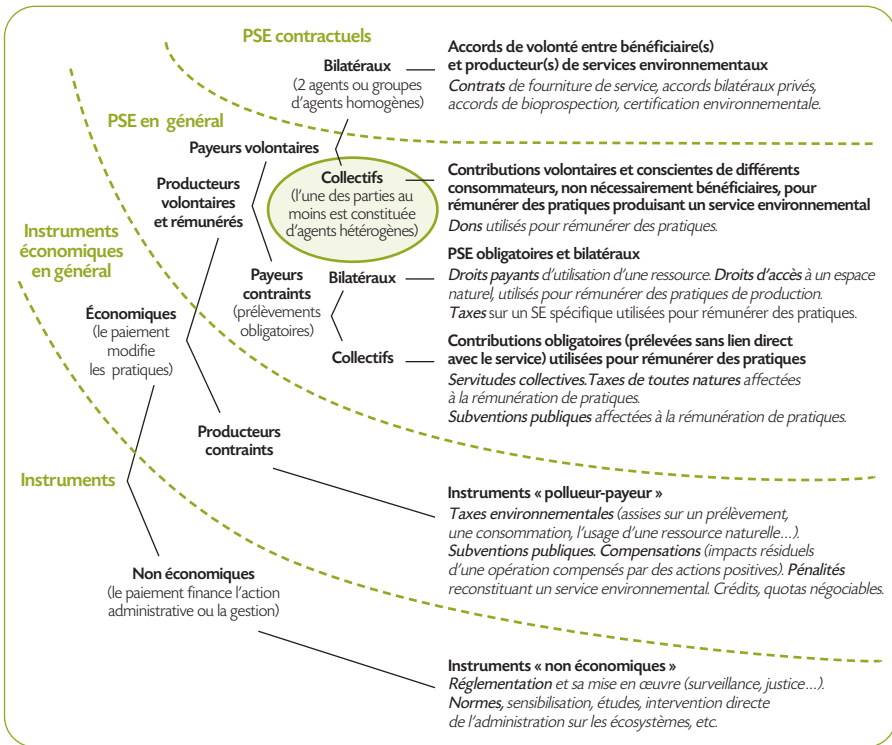 PSE contractuels
Bilatéraux
(2 agents ou groupes
d'agents homogènes)
Accords de volonté entre bénéficiaire(s)
et producteur(s) de services environnementaux
Contrats de fourniture de service, accords bilatéraux privés,
accords de bioprospection, certification environnementale.
PSE en général
Payeurs volontaires
Producteurs
volontaires
et rémunérés
Collectifs
(l'une des parties au
moins est constituée
d'agents hétérogènes)
Contributions volontaires et conscientes de différents
consommateurs, non nécessairement bénéficiaires, pour
rémunérer des pratiques produisant un service environnemental
Dons utilisés pour rémunérer des pratiques.
Instruments
économiques
en général
Payeurs
contraints
(prélèvements
obligatoires)
Bilatéraux
PSE obligatoires et bilatéraux
Droits payants d'utilisation d'une ressource. Droits d'accès à un espace
naturel, utilisés pour rémunérer des pratiques de production.
Taxes sur un SE spécifique utilisées pour rémunérer des pratiques.
Économiques
(le paiement
modifie
les pratiques)
Collectifs
Contributions obligatoires (prélevées sans lien direct
avec le service) utilisées pour rémunérer des pratiques
Servitudes collectives. Taxes de toutes natures affectées
à la rémunération de pratiques.
Subventions publiques affectées à la rémunération de pratiques.
Producteurs
contraints
Instruments
Instruments « pollueur-payeur »
Taxes environnementales (assises sur un prélèvement,
une consommation, l'usage d'une ressource naturelle…).
Subventions publiques. Compensations (impacts résiduels
d'une opération compensés par des actions positives). Pénalités
reconstituant un service environnemental. Crédits, quotas négociables.
Non économiques
(le paiement finance l'action
administrative ou la gestion)
Instruments « non économiques »
Réglementation et sa mise en œuvre (surveillance, justice…).
Normes, sensibilisation, études, intervention directe
de l'administration sur les écosystèmes, etc.